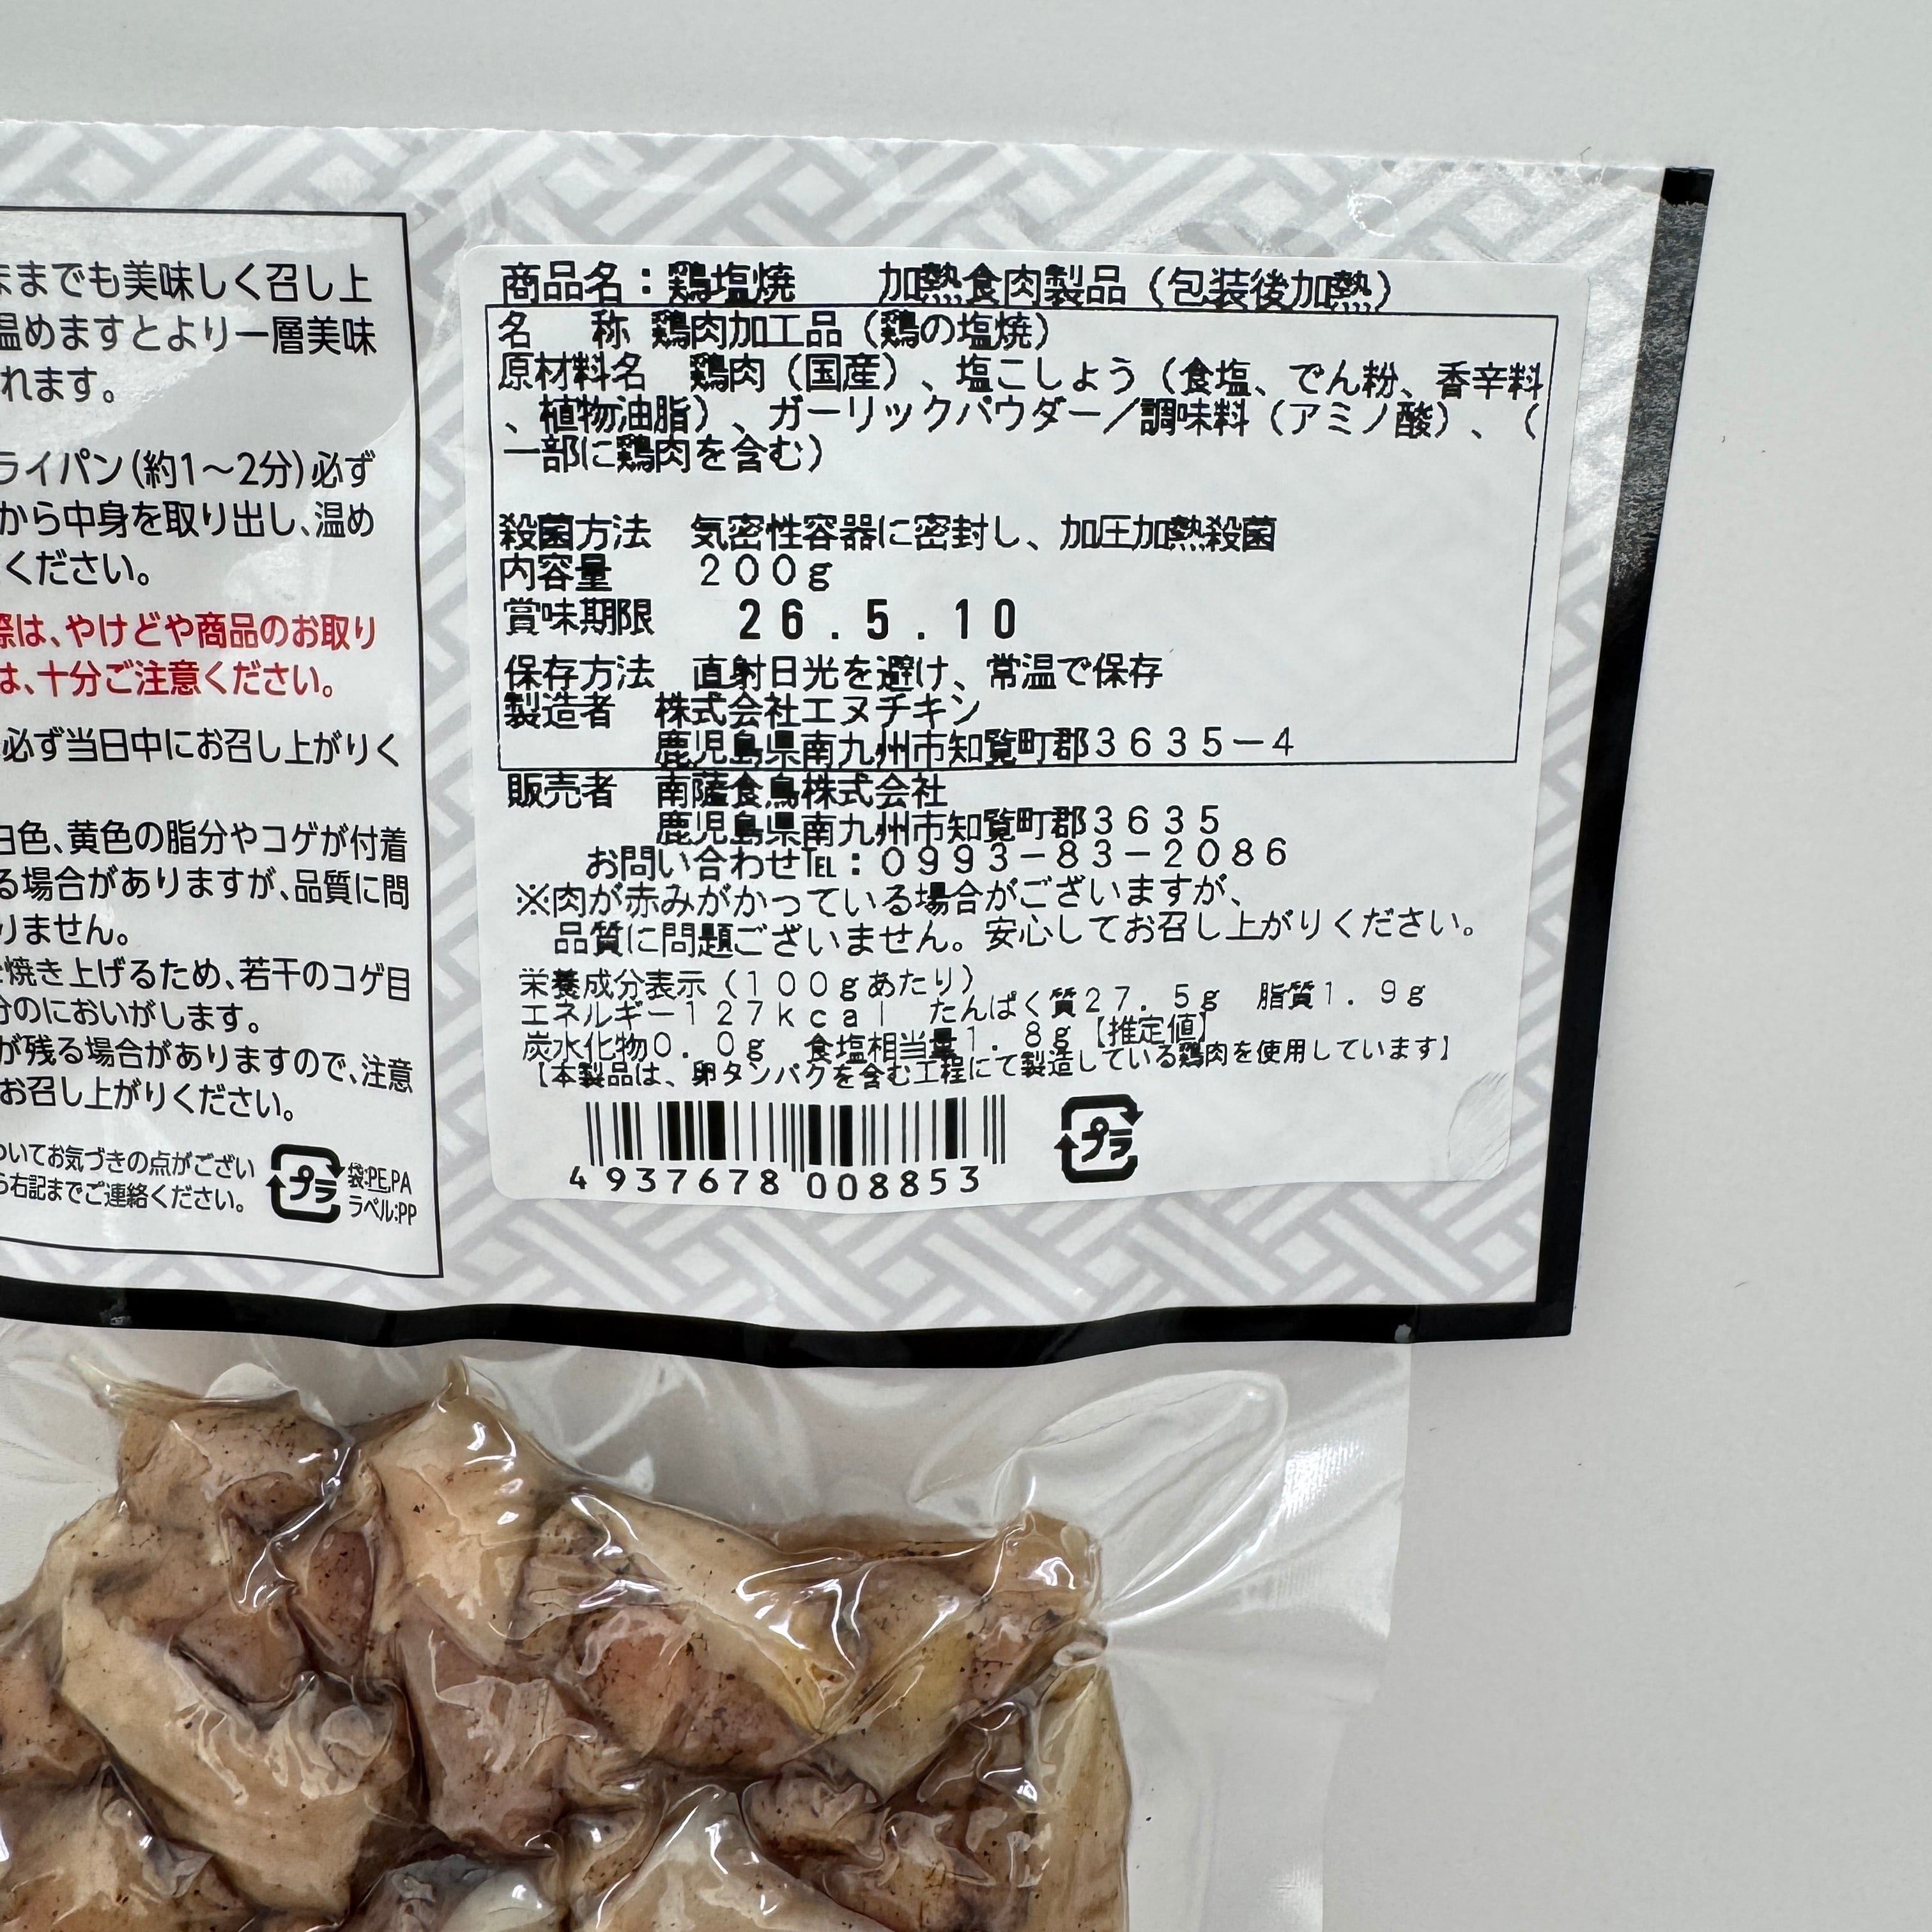 ままでも美味しく召し上
温めますとより一層美味
れます。
ライパン(約1～2分)必ず
から中身を取り出し、温め
ください。
際は、やけどや商品のお取り
は、十分ご注意ください。
必ず当日中にお召し上がりく
白色、黄色の脂分やコゲが付着
る場合がありますが、品質に問
りません。
焼き上げるため、若干のコゲ目
分のにおいがします。
が残る場合がありますので、注意
お召し上がりください。
ついてお気づきの点がござい
ら右記までご連絡ください。
プラ
袋:PE,PA
ラベル:PP
商品名：鶏塩焼　加熱食肉製品（包装後加熱）
名　称 鶏肉加工品（鶏の塩焼）
原材料名　鶏肉（国産）、塩こしょう（食塩、でん粉、香辛料
、植物油脂）、ガーリックパウダー／調味料（アミノ酸）、（
一部に鶏肉を含む）
殺菌方法　気密性容器に密封し、加圧加熱殺菌
内容量　２００ｇ
賞味期限　26.5.10
保存方法　直射日光を避け、常温で保存
製造者　株式会社エヌチキン
鹿児島県南九州市知覧町郡３６３５－４
販売者　南薩食鳥株式会社
鹿児島県南九州市知覧町郡３６３５
お問い合わせ℡：０９９３－８３－２０８６
※肉が赤みがかっている場合がございますが、
品質に問題ございません。安心してお召し上がりください。
栄養成分表示（１００ｇあたり）
エネルギー１２７ｋｃａｌ　たんぱく質２７．５ｇ　脂質１．９ｇ
炭水化物０．０ｇ　食塩相当量１．８ｇ【推定値】
【本製品は、卵タンパクを含む工程にて製造している鶏肉を使用しています】
4 937678 008853
プラ